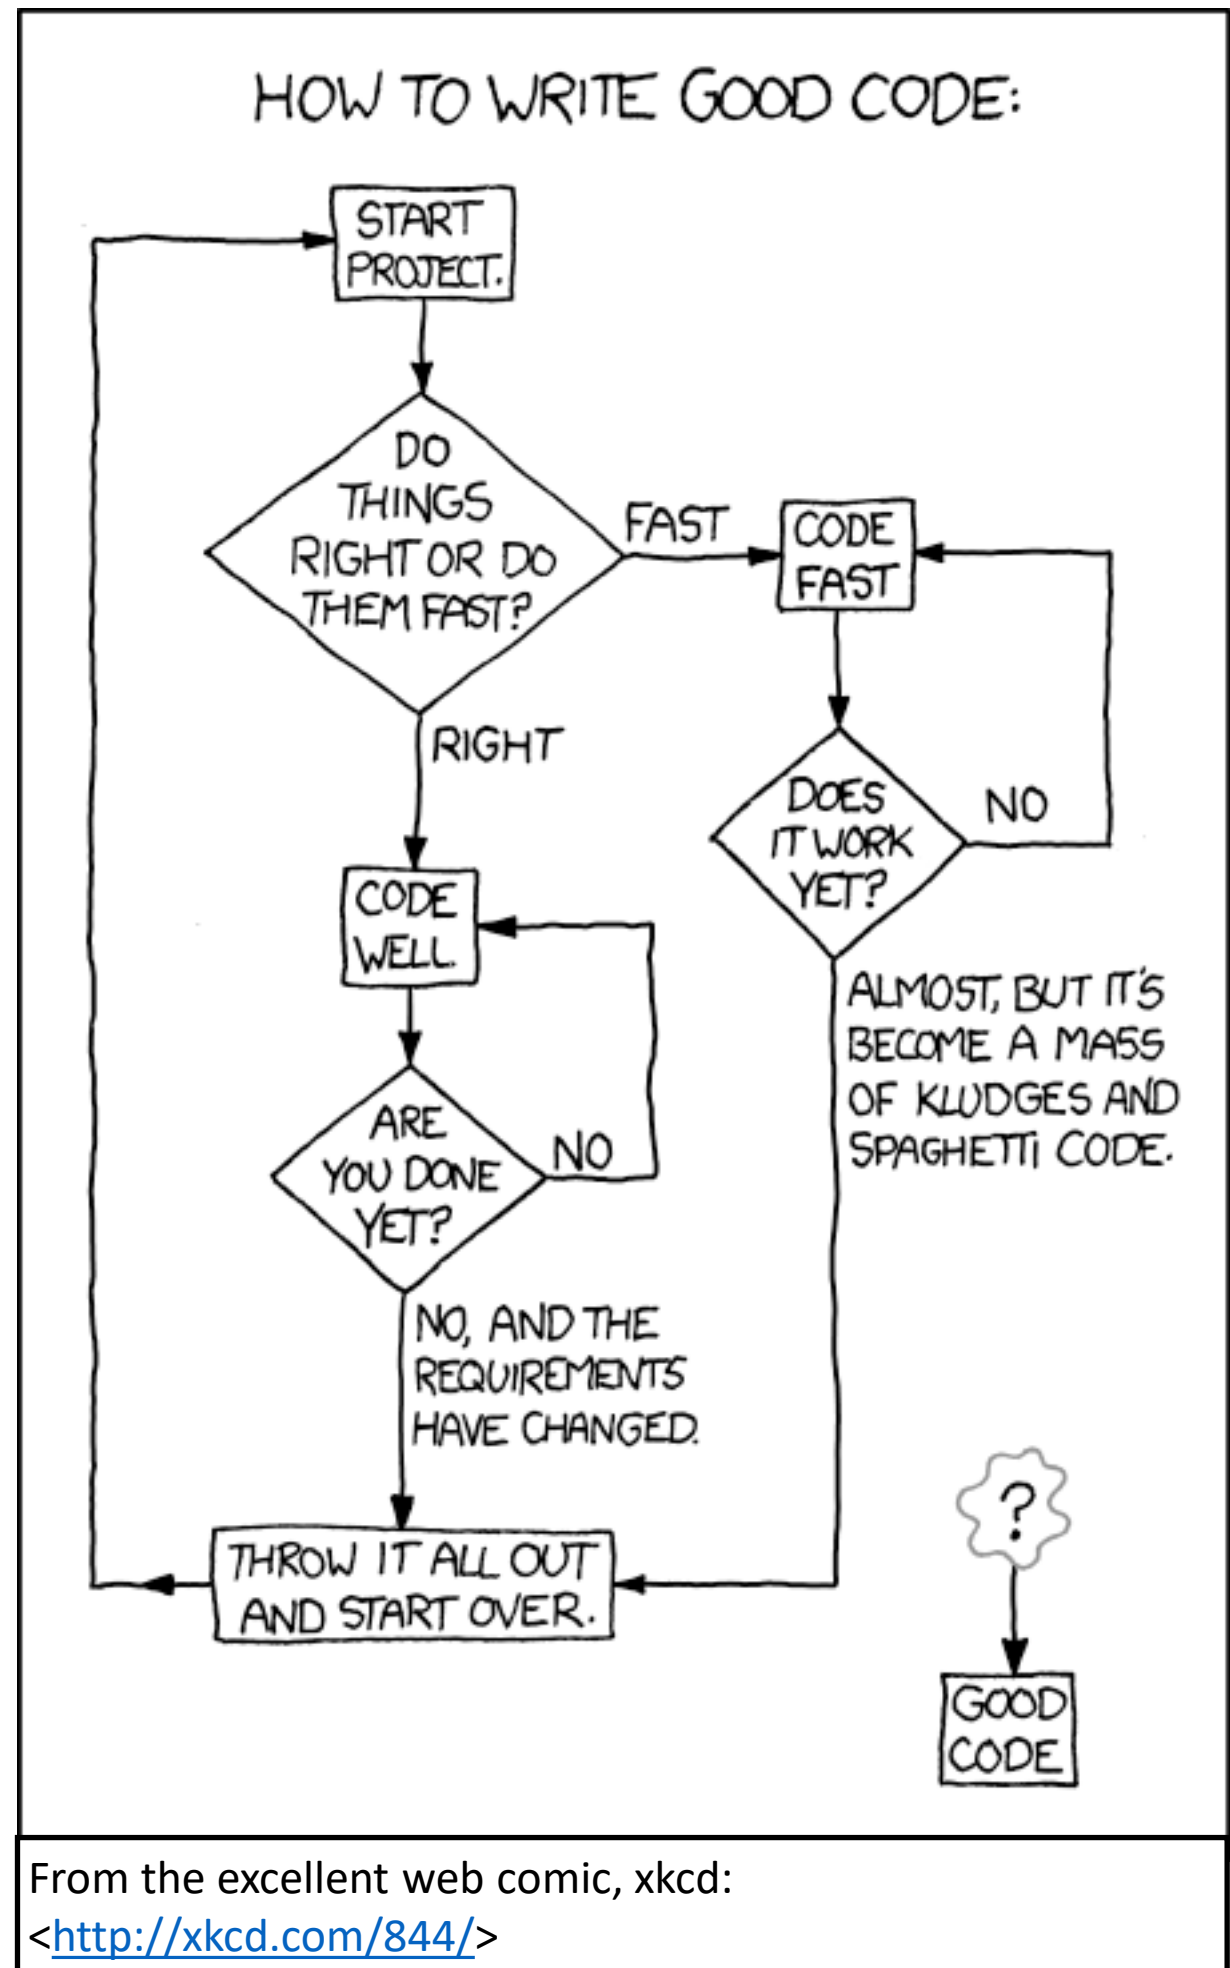 HOW TO WRITE GOOD CODE:
START
PROJECT.
DO
THINGS
RIGHT OR DO
THEM FAST?
FAST
CODE
FAST
RIGHT
DOES
IT WORK
YET?
NO
CODE
WELL.
ALMOST, BUT IT'S
BECOME A MASS
OF KLUDGES AND
SPAGHETTI CODE.
ARE
YOU DONE
YET?
NO
NO, AND THE
REQUIREMENTS
HAVE CHANGED.
THROW IT ALL OUT
AND START OVER.
?
GOOD
CODE
From the excellent web comic, xkcd:
<http://xkcd.com/844/>